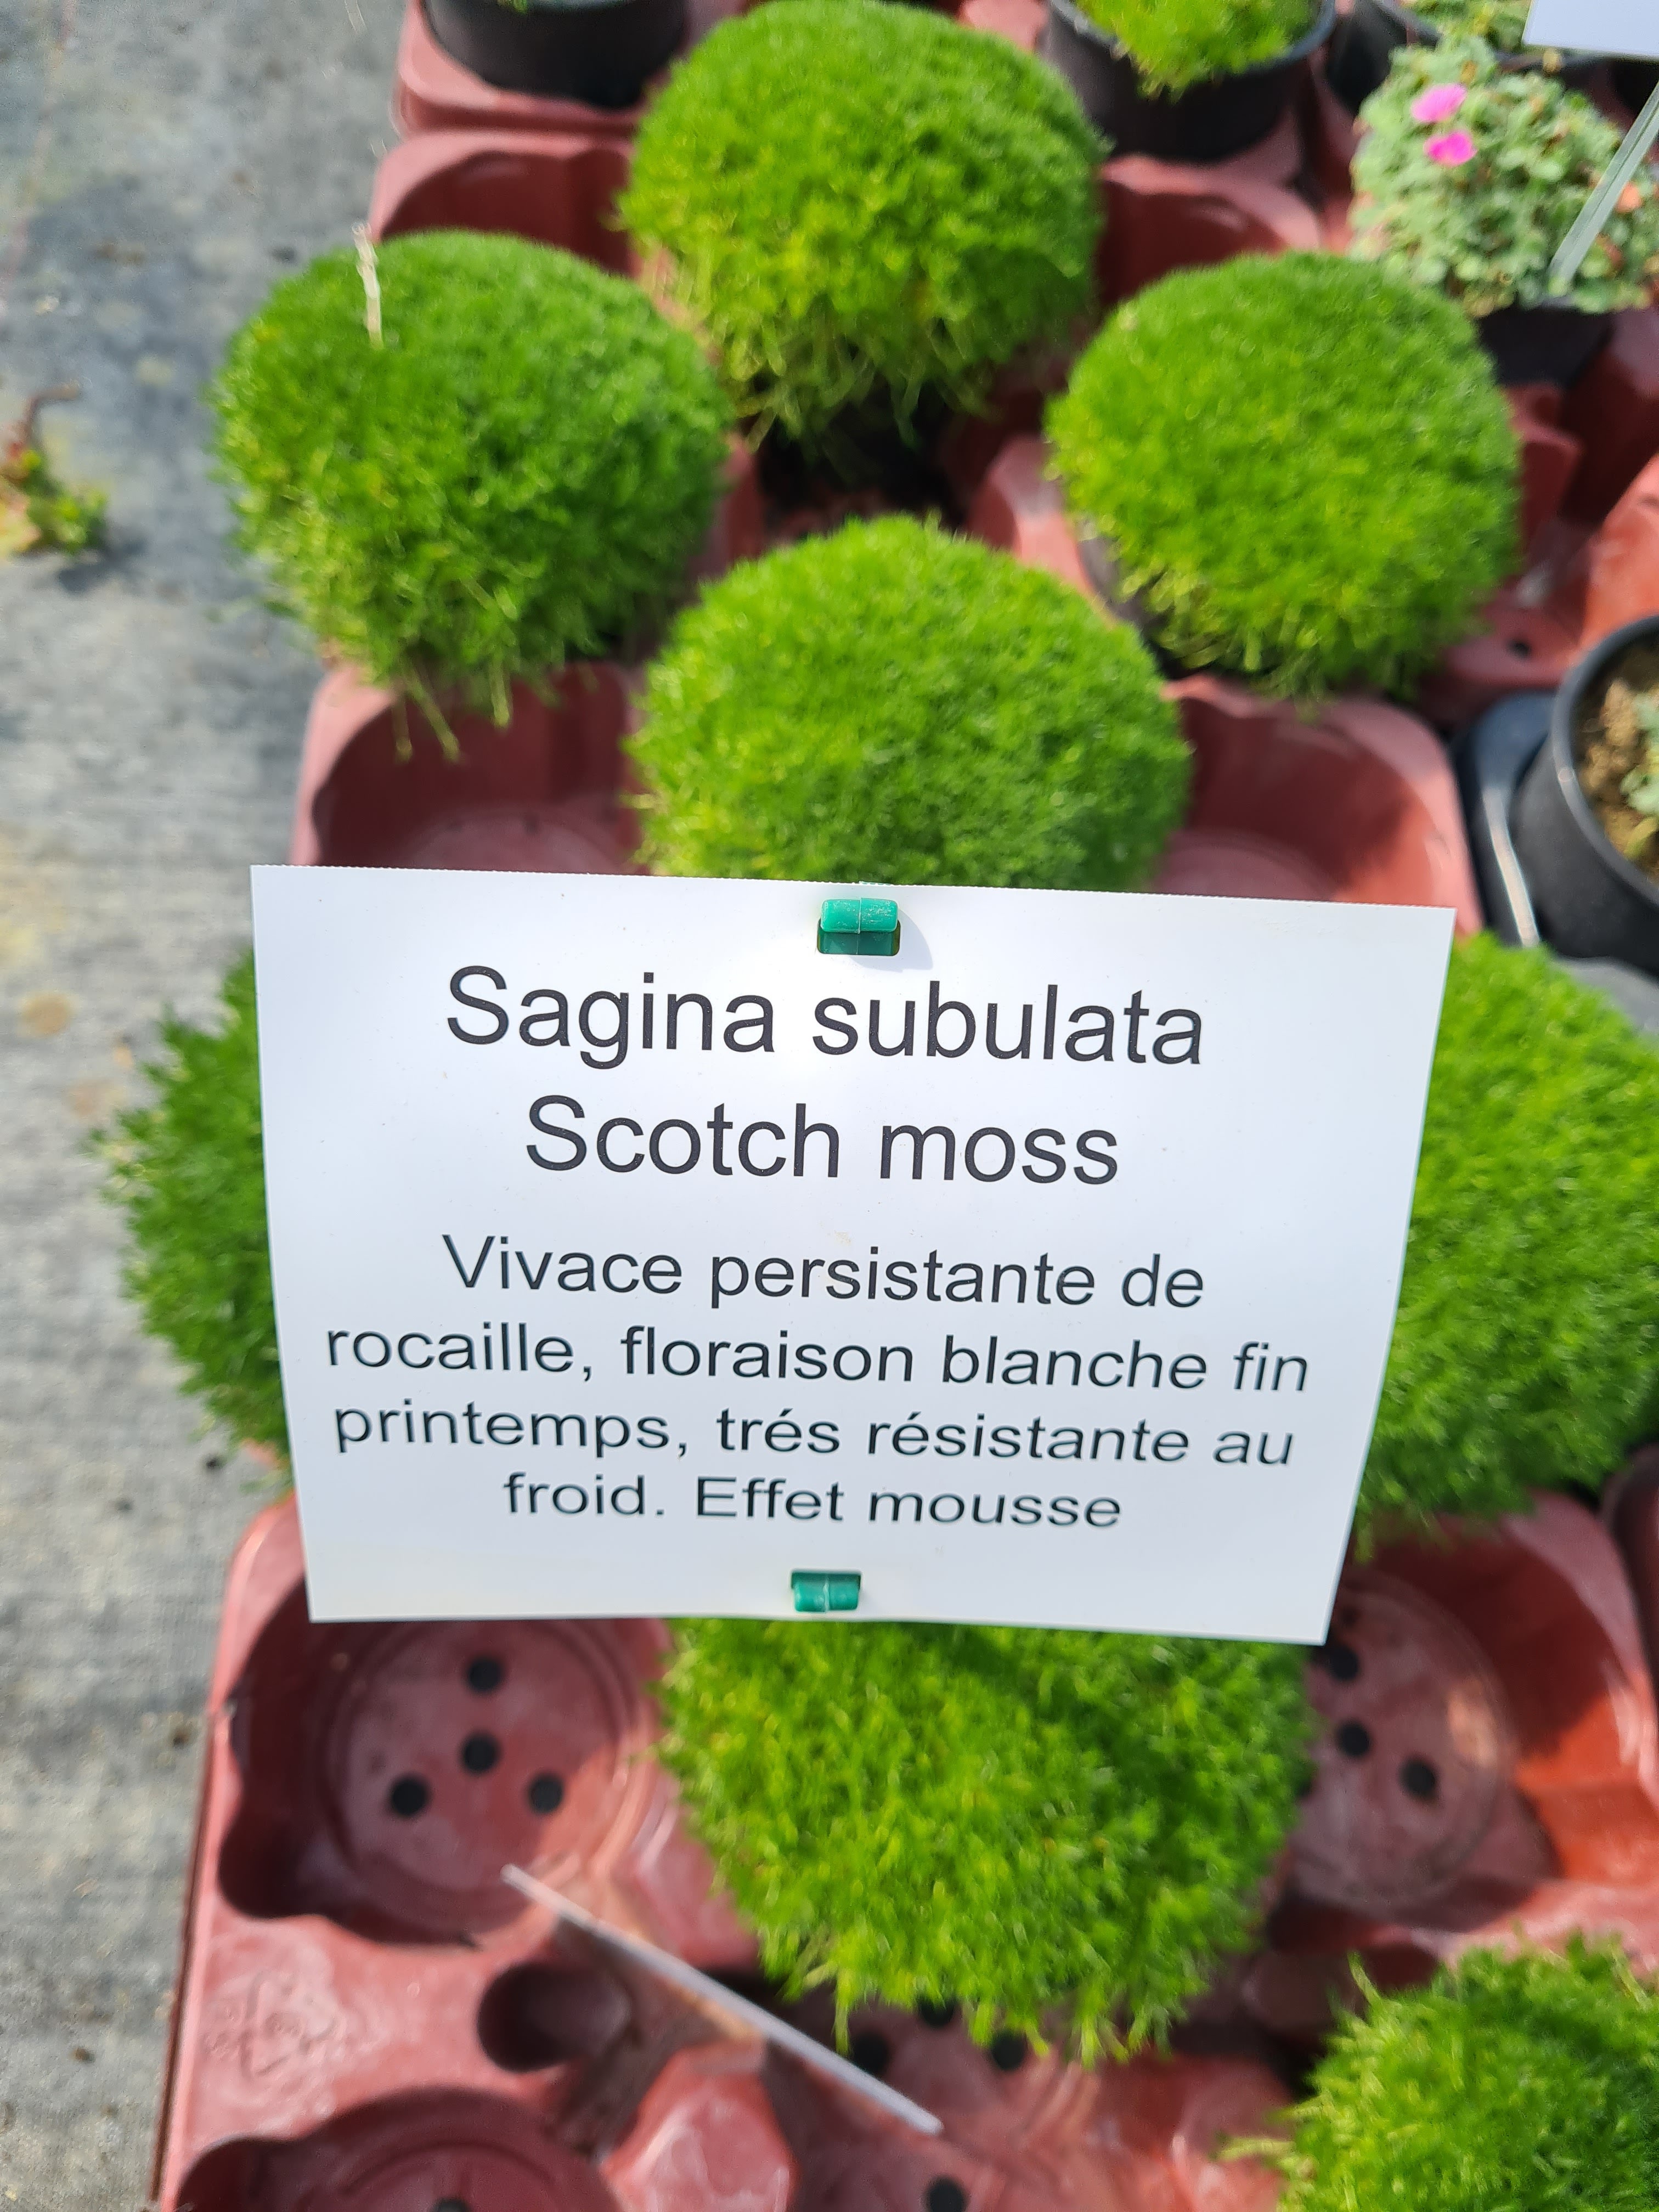 Sagina subulata
Scotch moss
Vivace persistante de
rocaille, floraison blanche fin
printemps, trés résistante au
froid. Effet mousse